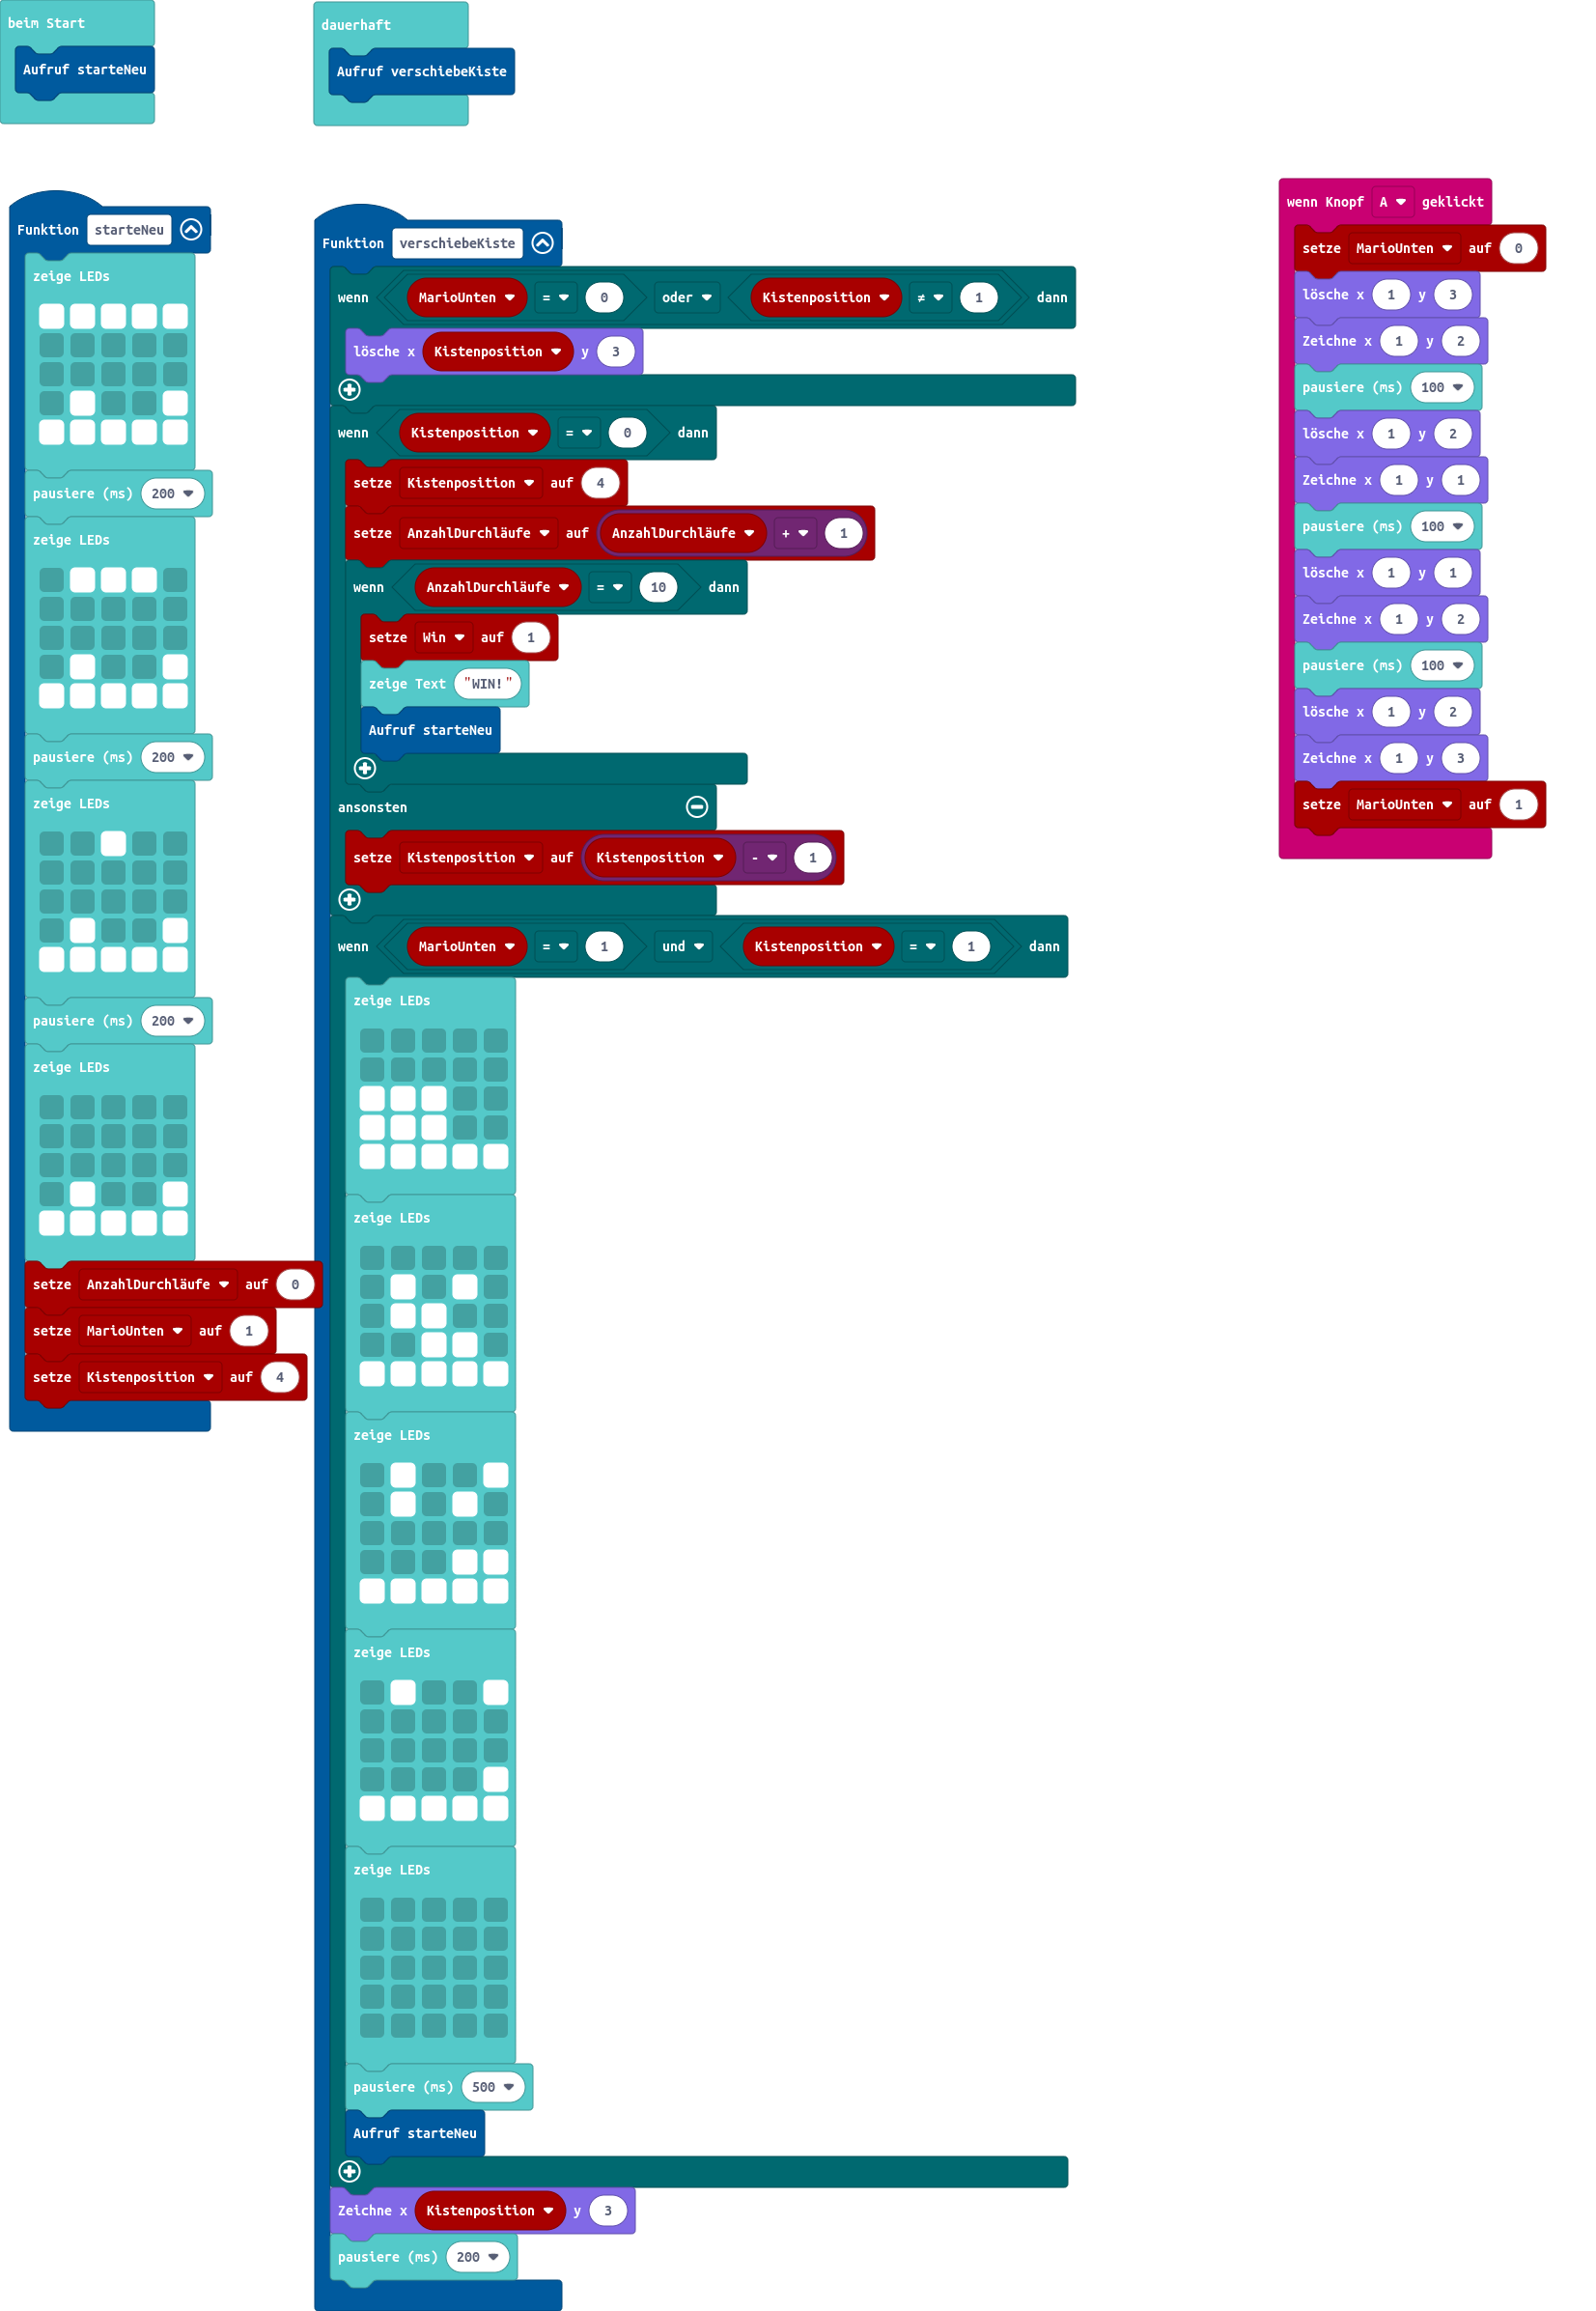 beim Start
Aufruf starteNeu
dauerhaft
Aufruf verschiebeKiste
Funktion starteNeu
zeige LEDs
pausiere (ms) 200
zeige LEDs
pausiere (ms) 200
zeige LEDs
pausiere (ms) 200
zeige LEDs
setze AnzahlDurchläufe auf 0
setze MarioUnten auf 1
setze Kistenposition auf 4
Funktion verschiebeKiste
wenn MarioUnten = 0 oder Kistenposition ≠ 1 dann
lösche x Kistenposition y 3
wenn Kistenposition = 0 dann
setze Kistenposition auf 4
setze AnzahlDurchläufe auf AnzahlDurchläufe + 1
wenn AnzahlDurchläufe = 10 dann
setze Win auf 1
zeige Text "WIN!"
Aufruf starteNeu
ansonsten
setze Kistenposition auf Kistenposition - 1
wenn MarioUnten = 1 und Kistenposition = 1 dann
zeige LEDs
zeige LEDs
zeige LEDs
zeige LEDs
zeige LEDs
pausiere (ms) 500
Aufruf starteNeu
Zeichne x Kistenposition y 3
pausiere (ms) 200
wenn Knopf A geklickt
setze MarioUnten auf 0
lösche x 1 y 3
Zeichne x 1 y 2
pausiere (ms) 100
lösche x 1 y 2
Zeichne x 1 y 1
pausiere (ms) 100
lösche x 1 y 1
Zeichne x 1 y 2
pausiere (ms) 100
lösche x 1 y 2
Zeichne x 1 y 3
setze MarioUnten auf 1